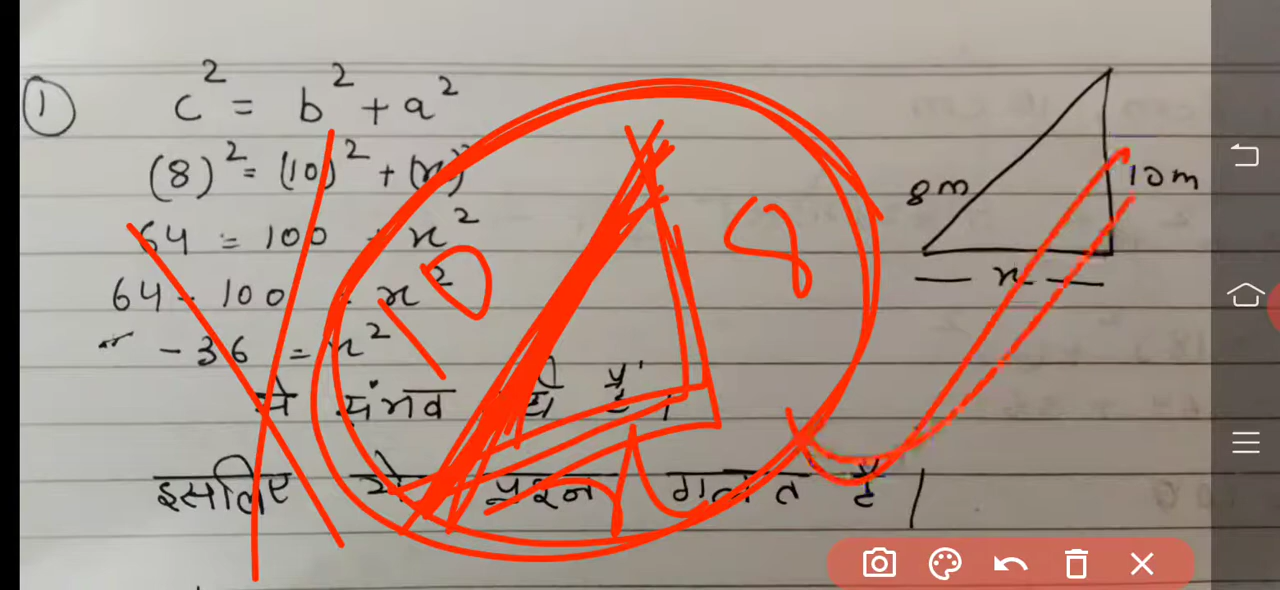 1
c² = b² + a²
(8)² = (10)² + (x)²
64 = 100 + x²
64 - 100 = x²
- 36 = x²
ये संभव नहीं है।
इसलिए ये प्रश्न गलत है |
8m
10m
x
10
8
x